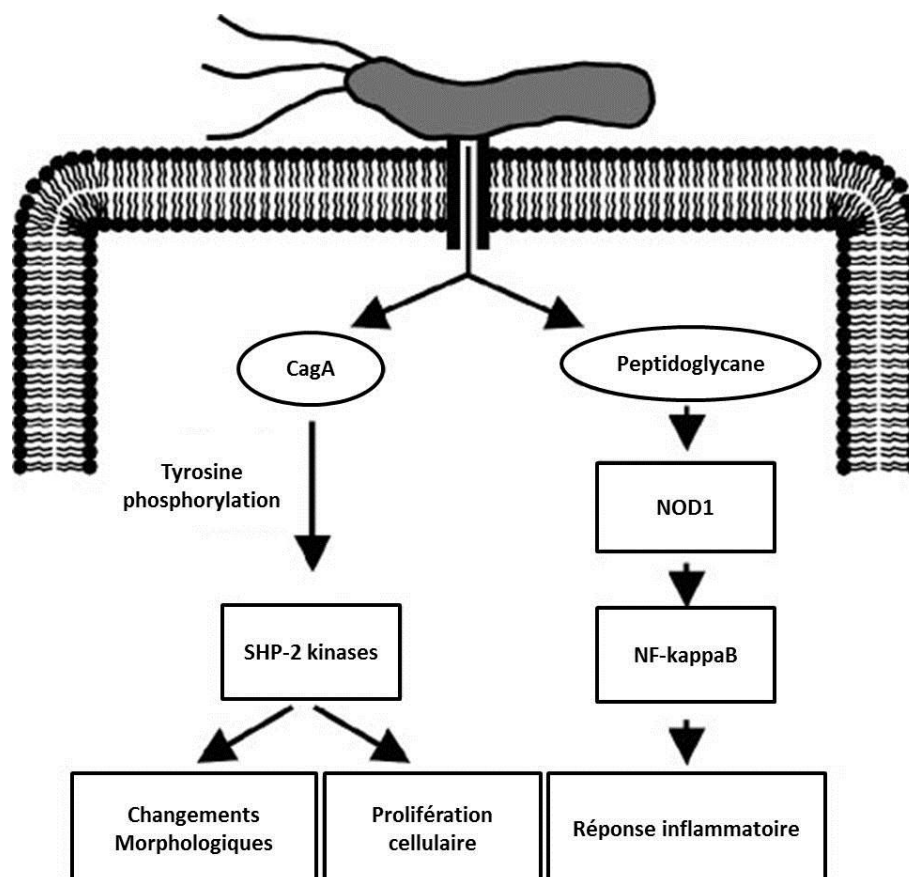 CagA
Peptidoglycane
Tyrosine
phosphorylation
NOD1
SHP-2 kinases
NF-kappaB
Changements
Morphologiques
Prolifération
cellulaire
Réponse inflammatoire